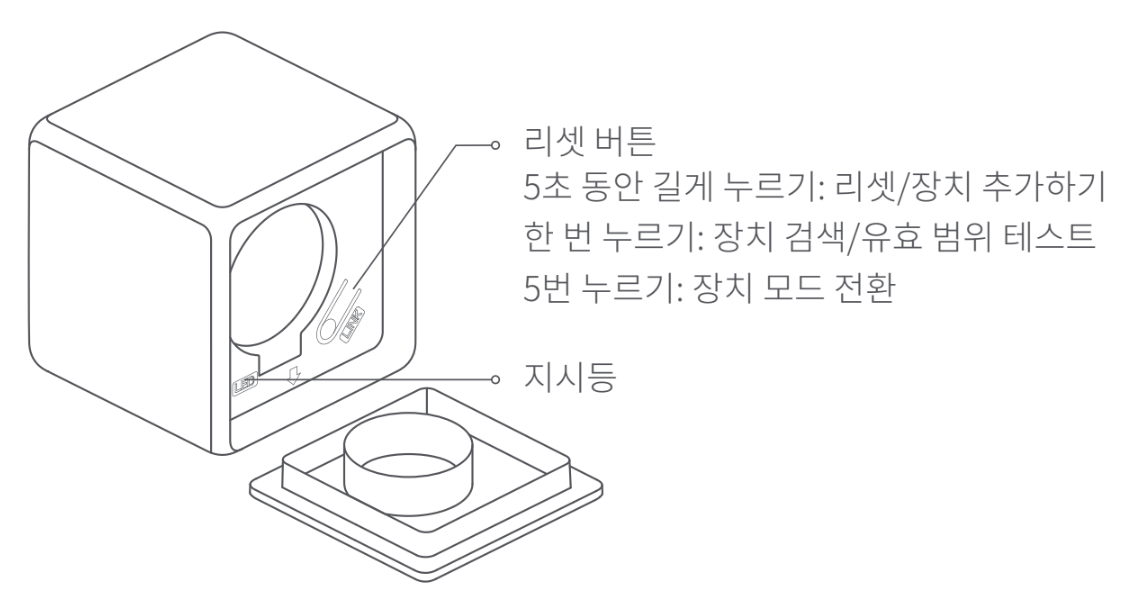 리셋 버튼
5초 동안 길게 누르기: 리셋/장치 추가하기
한 번 누르기: 장치 검색/유효 범위 테스트
5번 누르기: 장치 모드 전환
LINK
지시등
LED